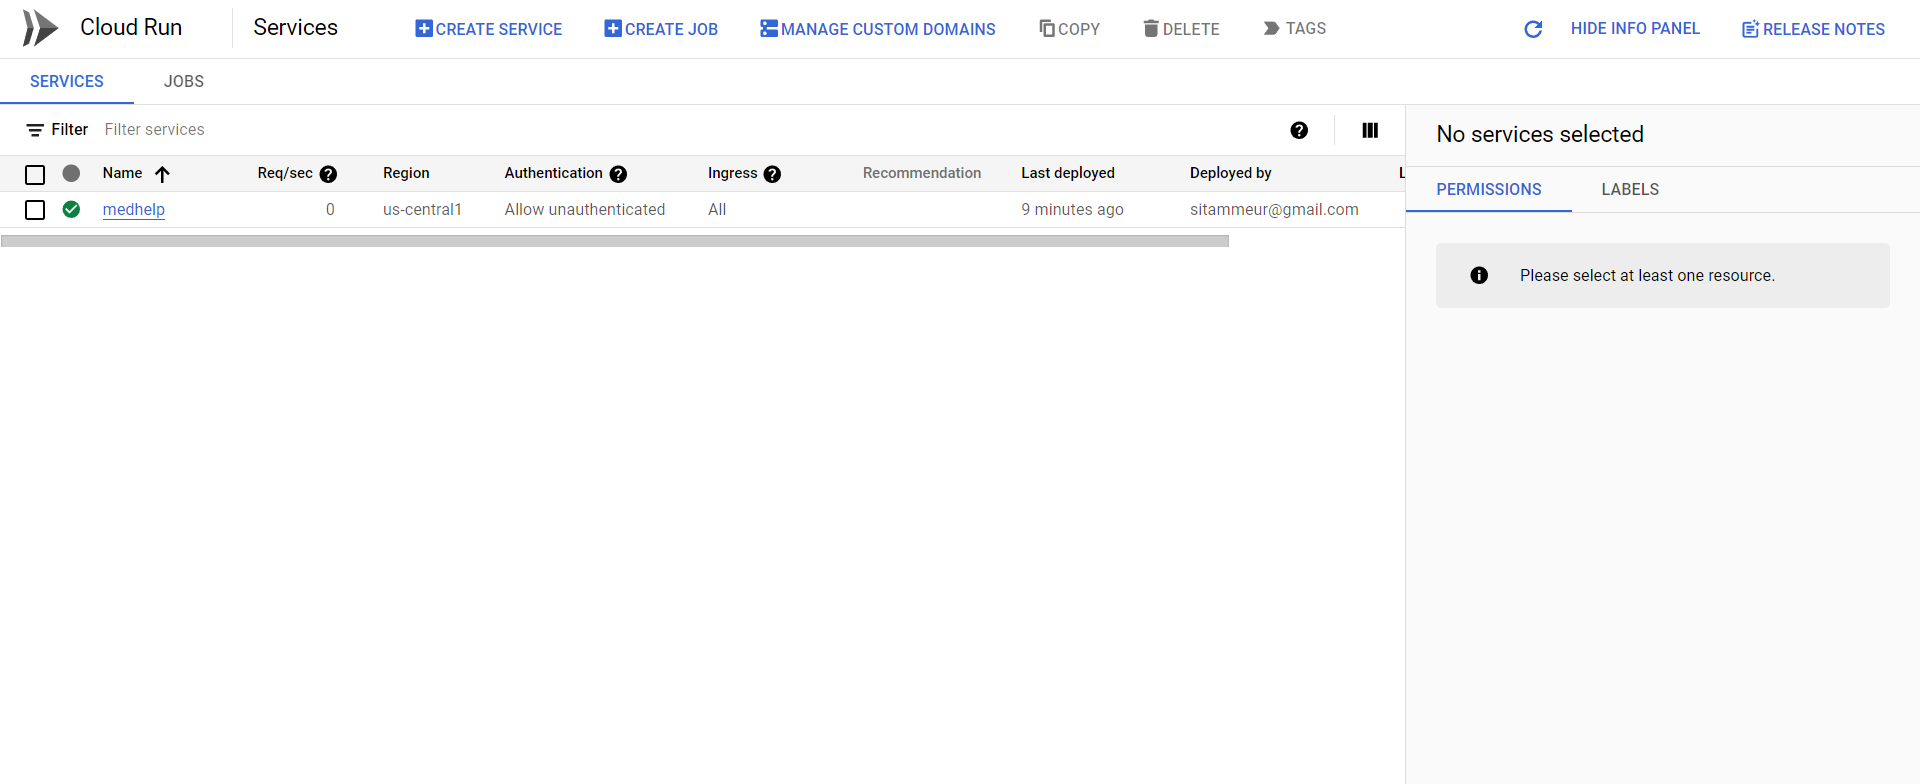 Cloud Run Services CREATE SERVICE CREATE JOB MANAGE CUSTOM DOMAINS COPY DELETE TAGS HIDE INFO PANEL RELEASE NOTES
SERVICES JOBS
Filter Filter services
Name Req/sec Region Authentication Ingress Recommendation Last deployed Deployed by L
medhelp 0 us-central1 Allow unauthenticated All 9 minutes ago sitammeur@gmail.com
No services selected
PERMISSIONS LABELS
Please select at least one resource.